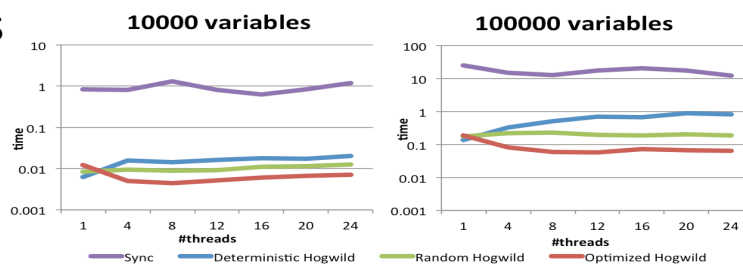 s
10000 variables
10
1
0.1
0.01
0.001
time
1 4 8 12 16 20 24
#threads
100000 variables
100
10
1
0.1
0.01
0.001
time
1 4 8 12 16 20 24
#threads
Sync Deterministic Hogwild Random Hogwild Optimized Hogwild